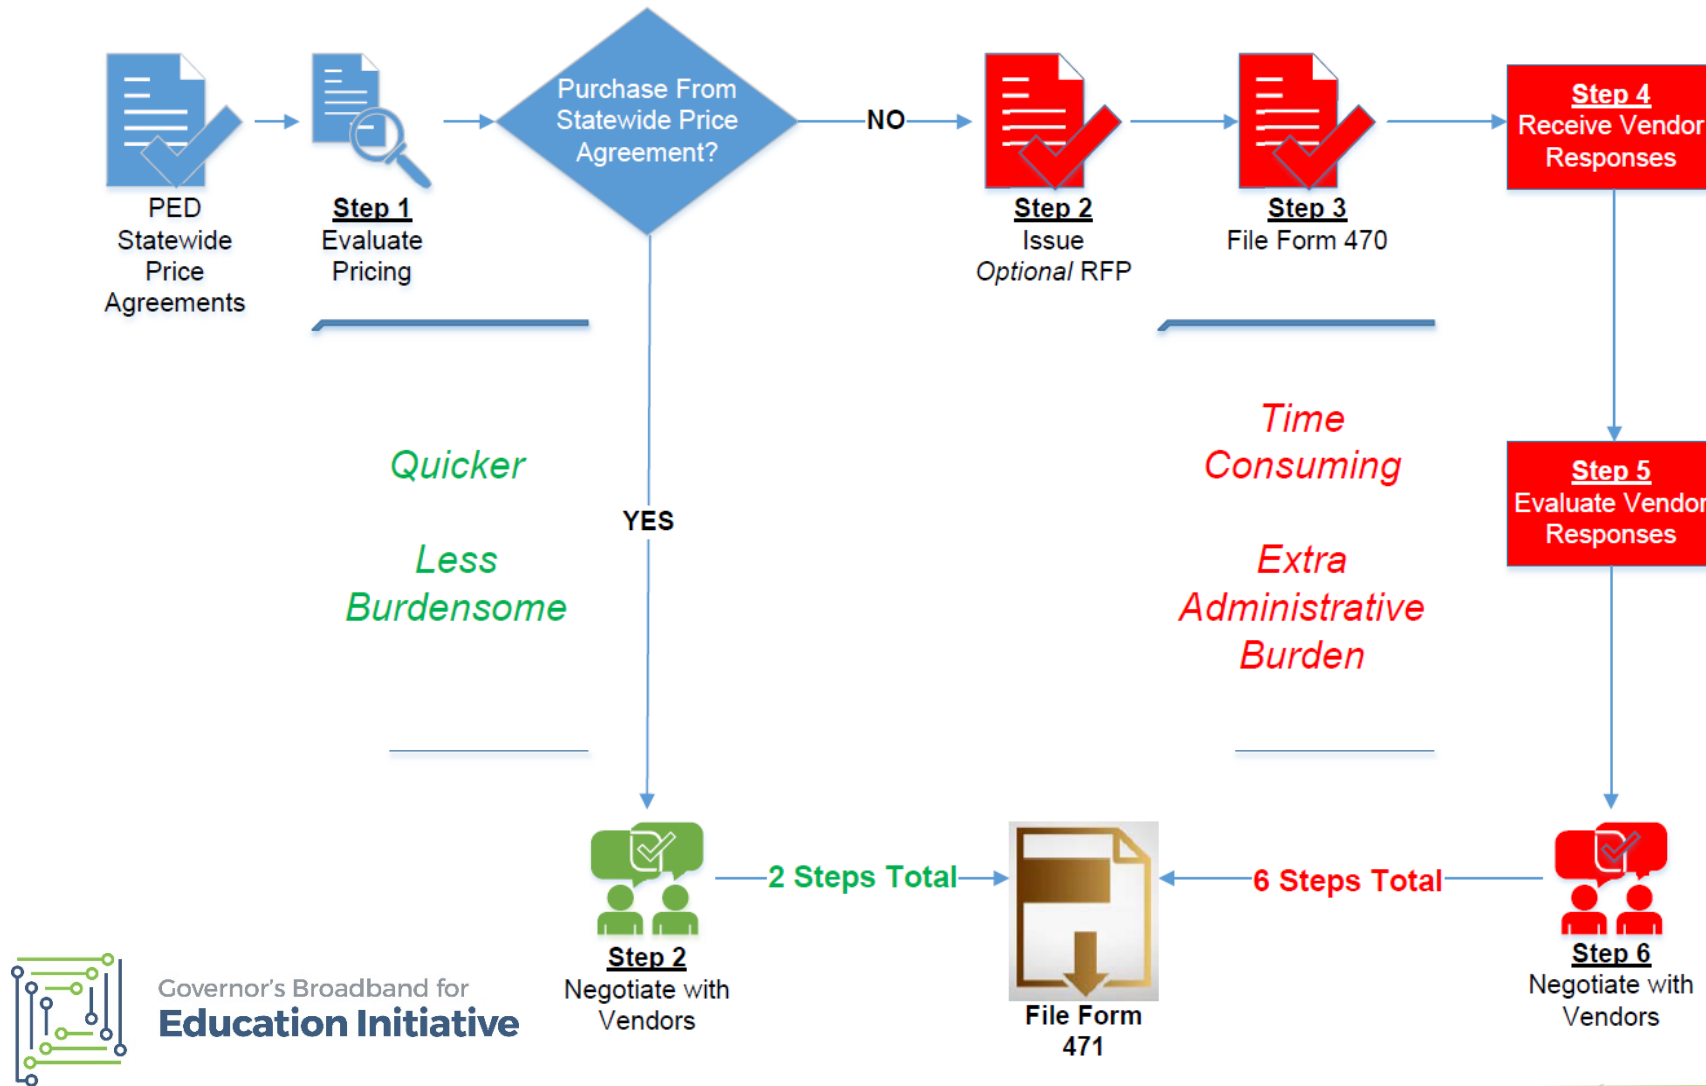 PED
Statewide
Price
Agreements
Step 1
Evaluate
Pricing
Purchase From
Statewide Price
Agreement?
NO
Step 2
Issue
Optional RFP
Step 3
File Form 470
Step 4
Receive Vendor
Responses
Quicker
Less
Burdensome
YES
Time
Consuming
Extra
Administrative
Burden
Step 5
Evaluate Vendor
Responses
Step 2
Negotiate with
Vendors
2 Steps Total
File Form
471
6 Steps Total
Step 6
Negotiate with
Vendors
Governor's Broadband for
Education Initiative